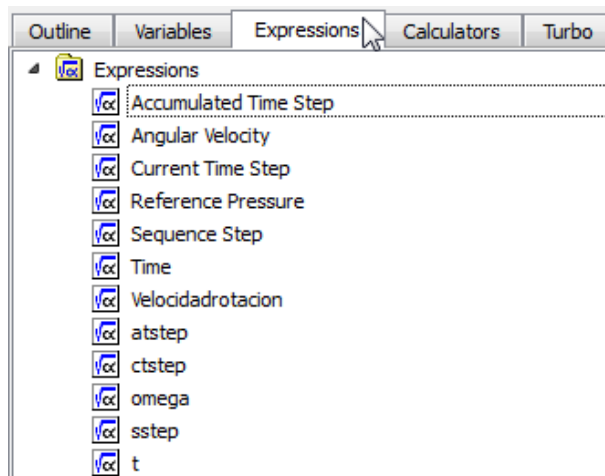 Outline Variables Expressions Calculators Turbo
Expressions
Accumulated Time Step
Angular Velocity
Current Time Step
Reference Pressure
Sequence Step
Time
Velocidadrotacion
atstep
ctstep
omega
sstep
t